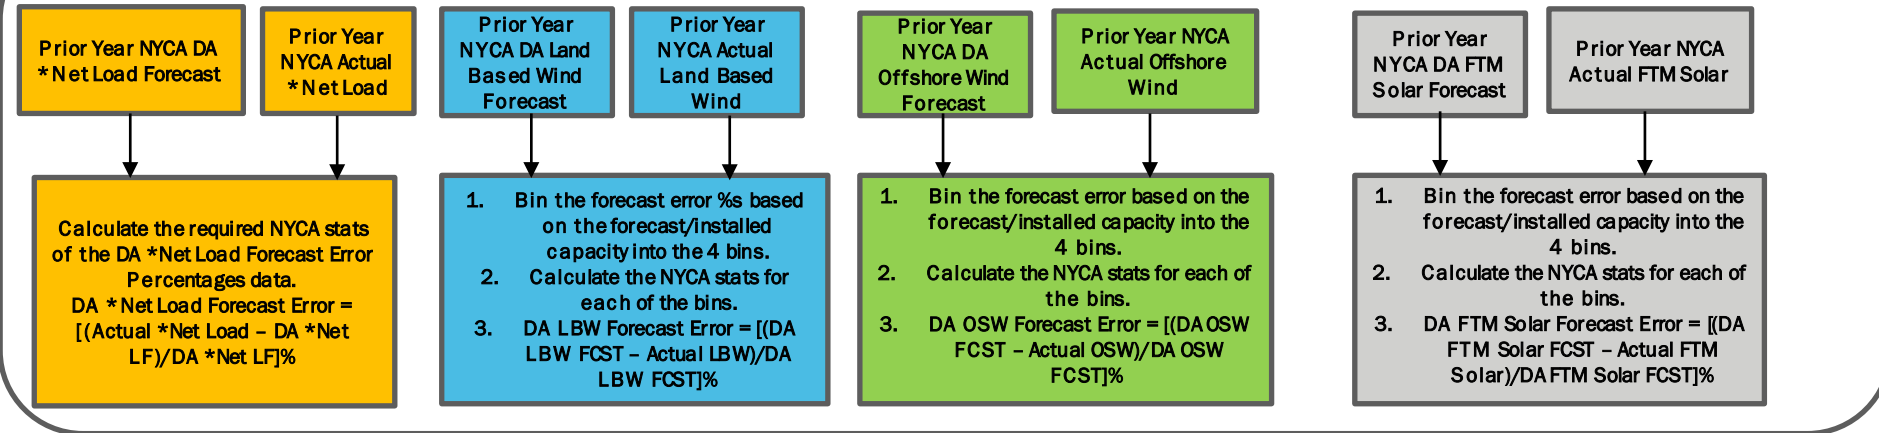 Prior Year NYCA DA
*Net Load Forecast
Prior Year
NYCA Actual
*Net Load
Prior Year
NYCA DA Land
Based Wind
Forecast
Prior Year
NYCA Actual
Land Based
Wind
Prior Year
NYCA DA
Offshore Wind
Forecast
Prior Year NYCA
Actual Offshore
Wind
Prior Year
NYCA DA FTM
Solar Forecast
Prior Year NYCA
Actual FTM Solar
Calculate the required NYCA stats
of the DA *Net Load Forecast Error
Percentages data.
DA *Net Load Forecast Error =
[(Actual *Net Load – DA *Net
LF)/DA *Net LF]%
1. Bin the forecast error %s based
on the forecast/installed
capacity into the 4 bins.
2. Calculate the NYCA stats for
each of the bins.
3. DA LBW Forecast Error = [(DA
LBW FCST – Actual LBW)/DA
LBW FCST]%
1. Bin the forecast error based on the
forecast/installed capacity into the
4 bins.
2. Calculate the NYCA stats for each of
the bins.
3. DA OSW Forecast Error = [(DA OSW
FCST – Actual OSW)/DA OSW
FCST]%
1. Bin the forecast error based on the
forecast/installed capacity into the
4 bins.
2. Calculate the NYCA stats for each of
the bins.
3. DA FTM Solar Forecast Error = [(DA
FTM Solar FCST – Actual FTM
Solar)/DA FTM Solar FCST]%